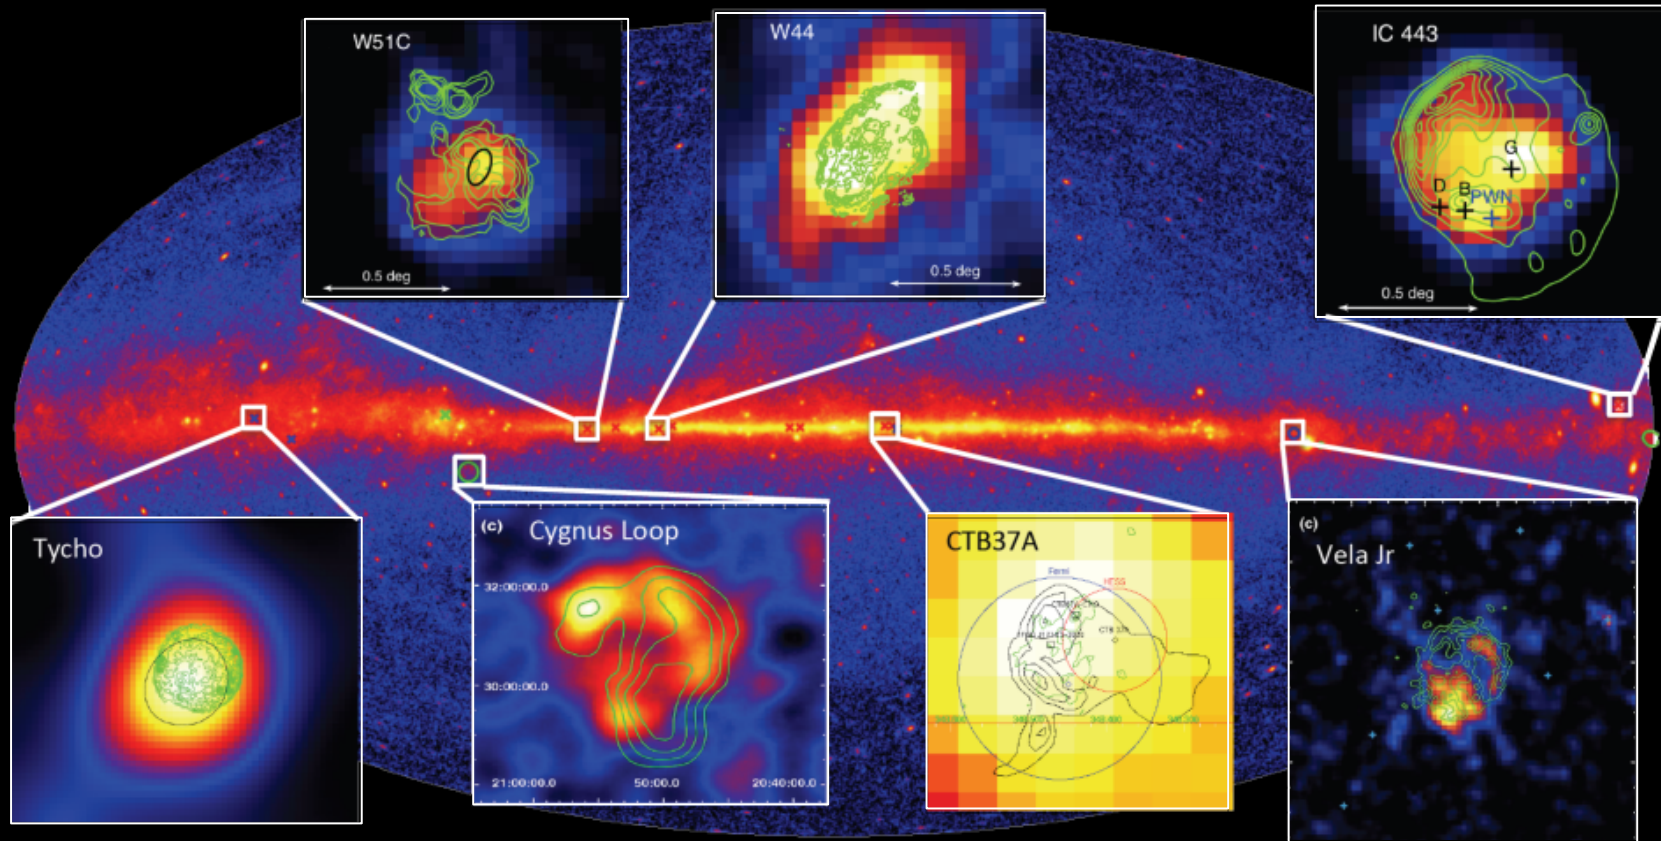 W51C
0.5 deg
W44
0.5 deg
IC 443
G
D
B
PWN
0.5 deg
Tycho
(c)
Cygnus Loop
32:00:00.0
30:00:00.0
21:00:00.0
50:00.0
20:40:00.0
CTB37A
Fermi
HESS
(c)
Vela Jr